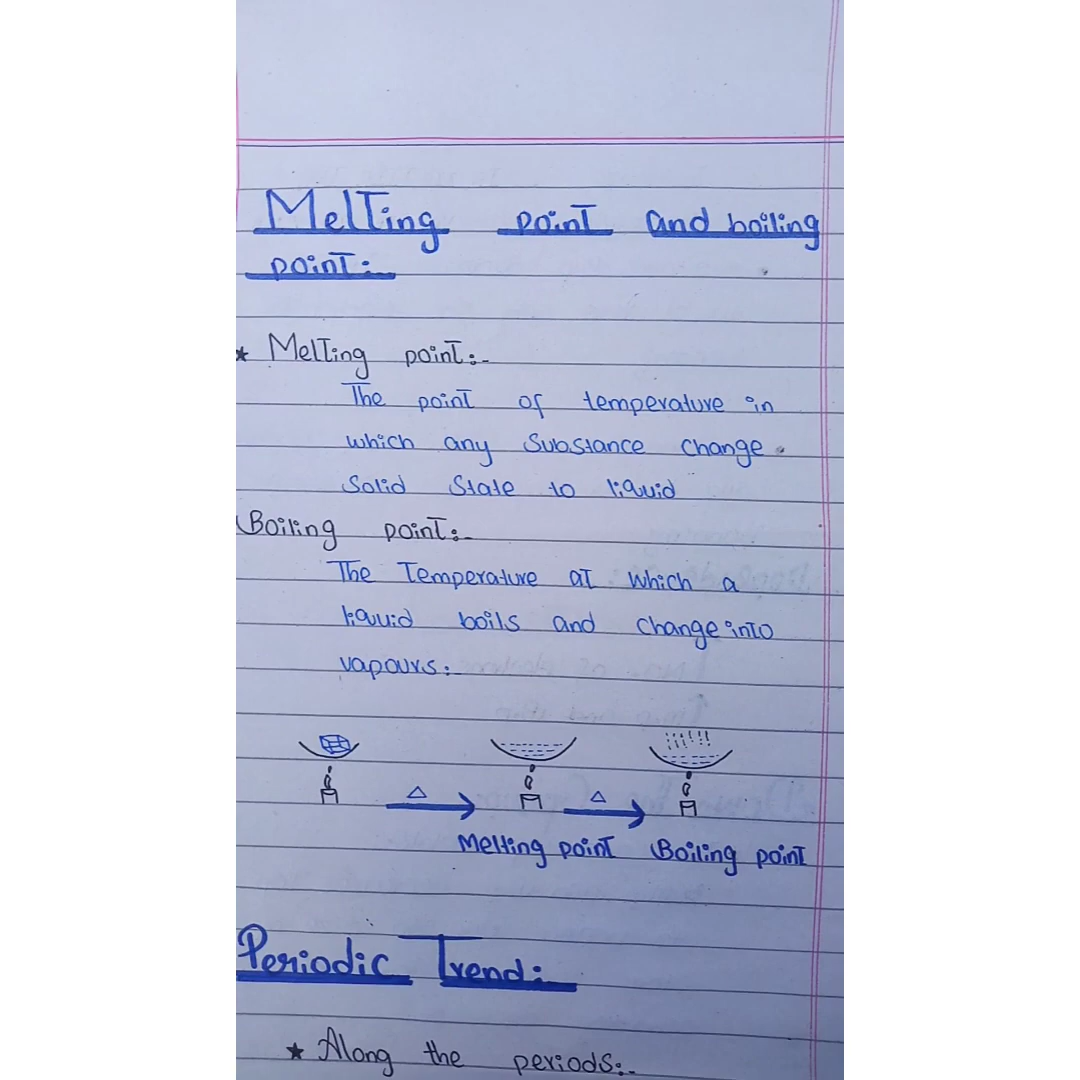 Melting point and boiling
point:-
★ Melting point:-
The point of temperature in
which any Substance change
Solid State to liquid
Boiling point:-
The Temperature at which a
liquid boils and change into
vapours:-
△ △
Melting point Boiling point
Periodic Trend:-
★ Along the periods:-